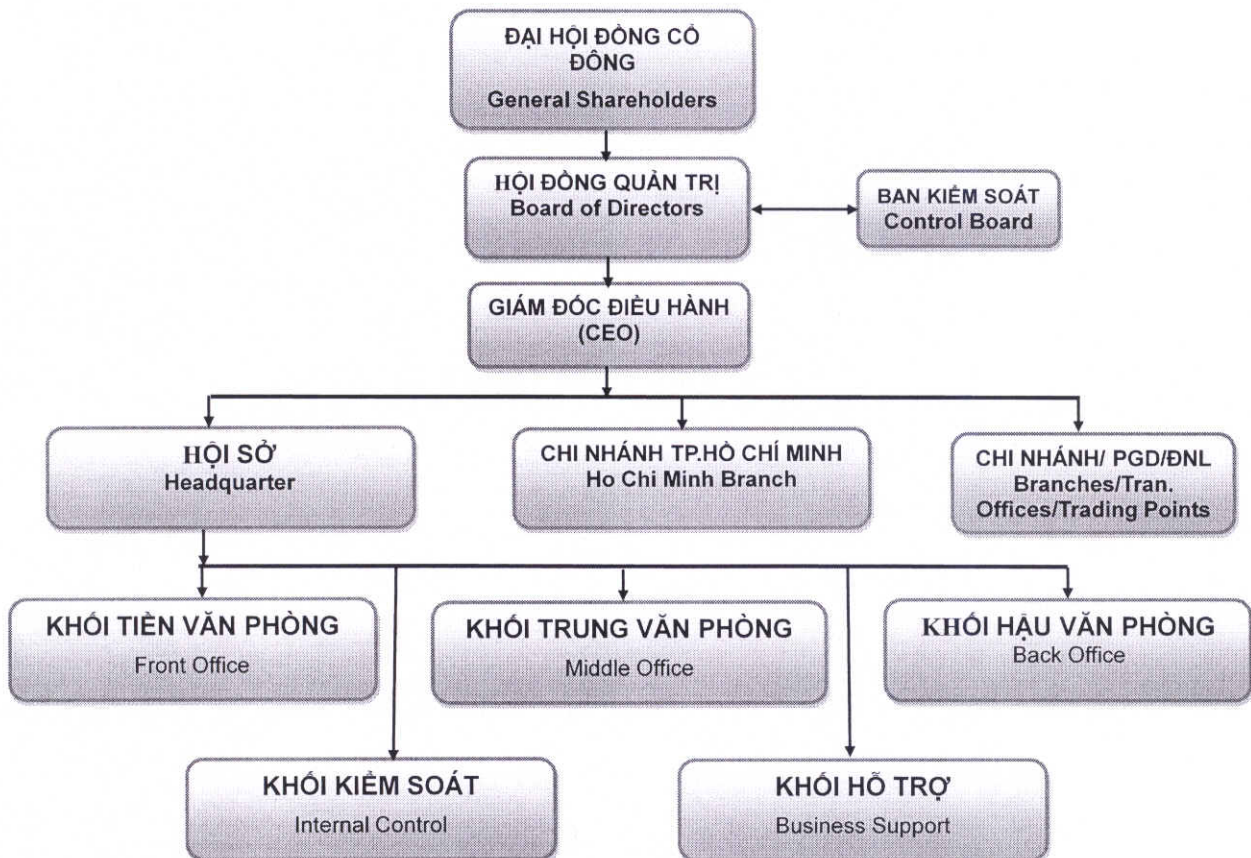 ĐẠI HỘI ĐỒNG CỔ
ĐÔNG
General Shareholders
HỘI ĐỒNG QUẢN TRỊ
Board of Directors
BAN KIỂM SOÁT
Control Board
GIÁM ĐỐC ĐIỀU HÀNH
(CEO)
HỘI SỞ
Headquarter
CHI NHÁNH TP.HỒ CHÍ MINH
Ho Chi Minh Branch
CHI NHÁNH/ PGD/ĐNL
Branches/Tran.
Offices/Trading Points
KHỐI TIỀN VĂN PHÒNG
Front Office
KHỐI TRUNG VĂN PHÒNG
Middle Office
KHỐI HẬU VĂN PHÒNG
Back Office
KHỐI KIỂM SOÁT
Internal Control
KHỐI HỖ TRỢ
Business Support